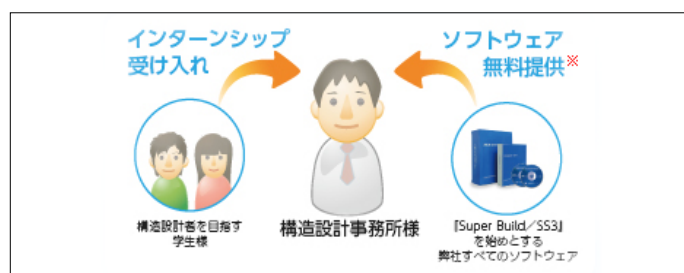 インターンシップ
受け入れ
ソフトウェア
無料提供※
構造設計者を目指す
学生様
構造設計事務所様
『Super Build/SS3』
を始めとする
弊社すべてのソフトウェア